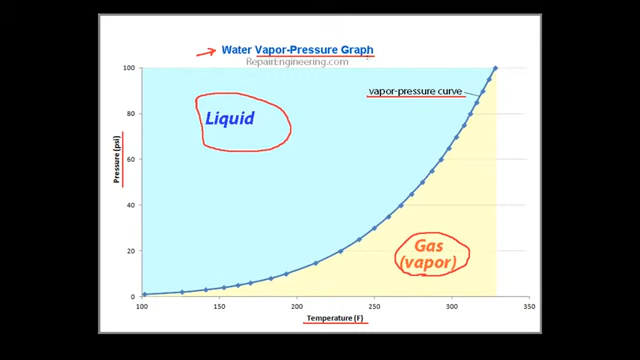 Water Vapor-Pressure Graph
RepairEngineering.com
100
vapor-pressure curve
80
Liquid
60
Pressure (psi)
40
Gas
(vapor)
20
0
100
150
200
250
300
350
Temperature (F)